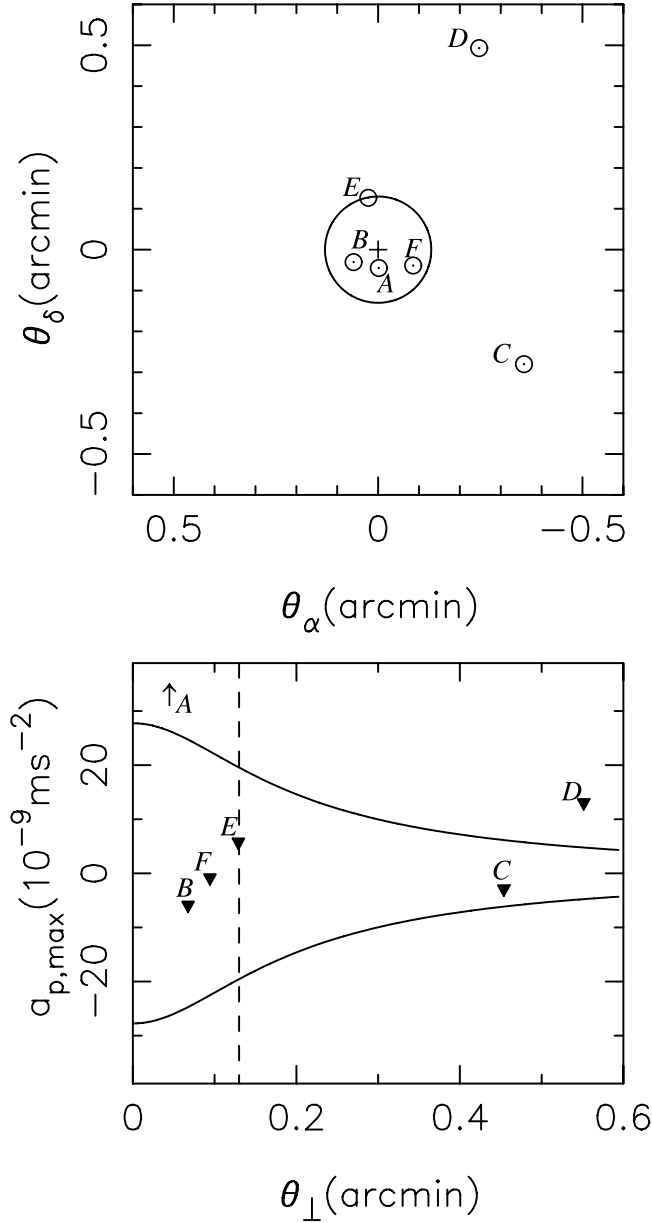 0.5
0
−0.5
θδ(arcmin)
D
E
B
F
A
C
0.5
0
−0.5
θα(arcmin)
20
0
−20
ap,max(10−9ms−2)
↑A
D
E
F
B
C
0
0.2
0.4
0.6
θ⊥(arcmin)